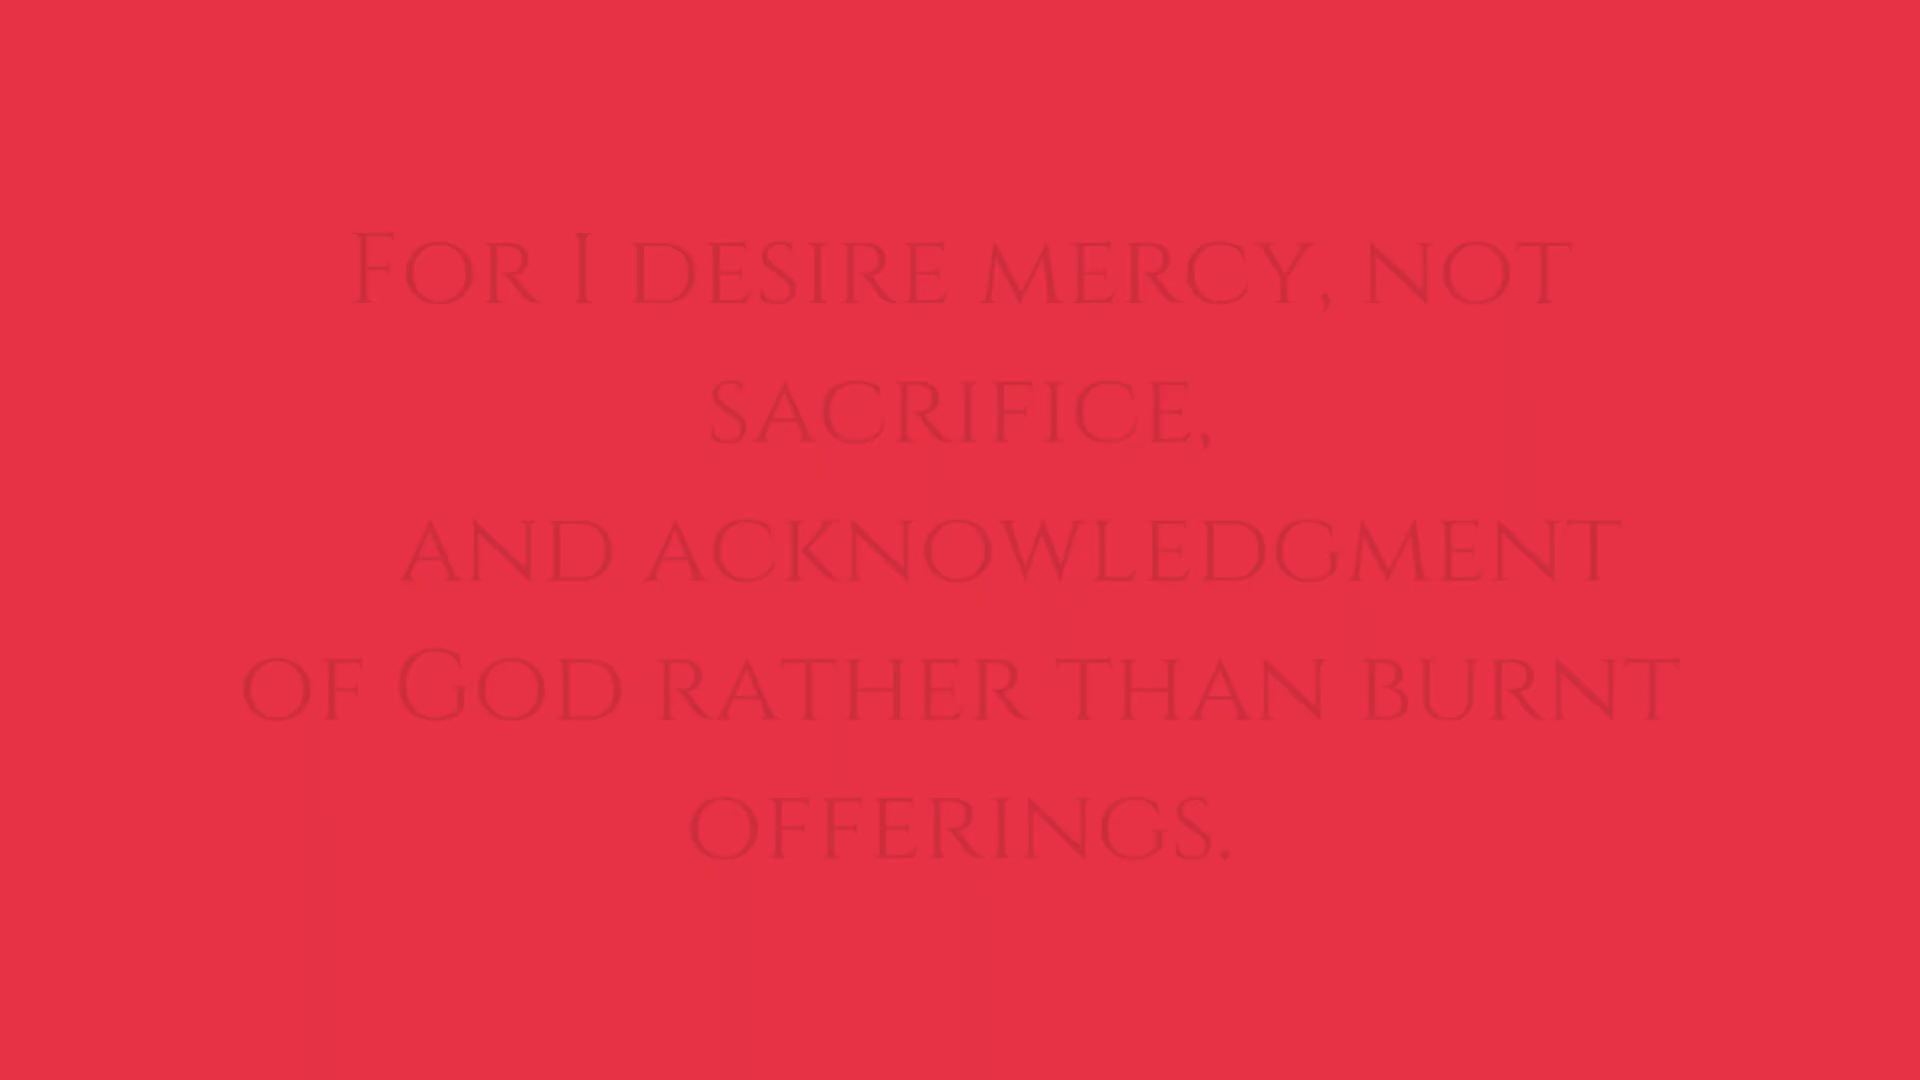 For I desire mercy, not
sacrifice,
and acknowledgment
of God rather than burnt
offerings.